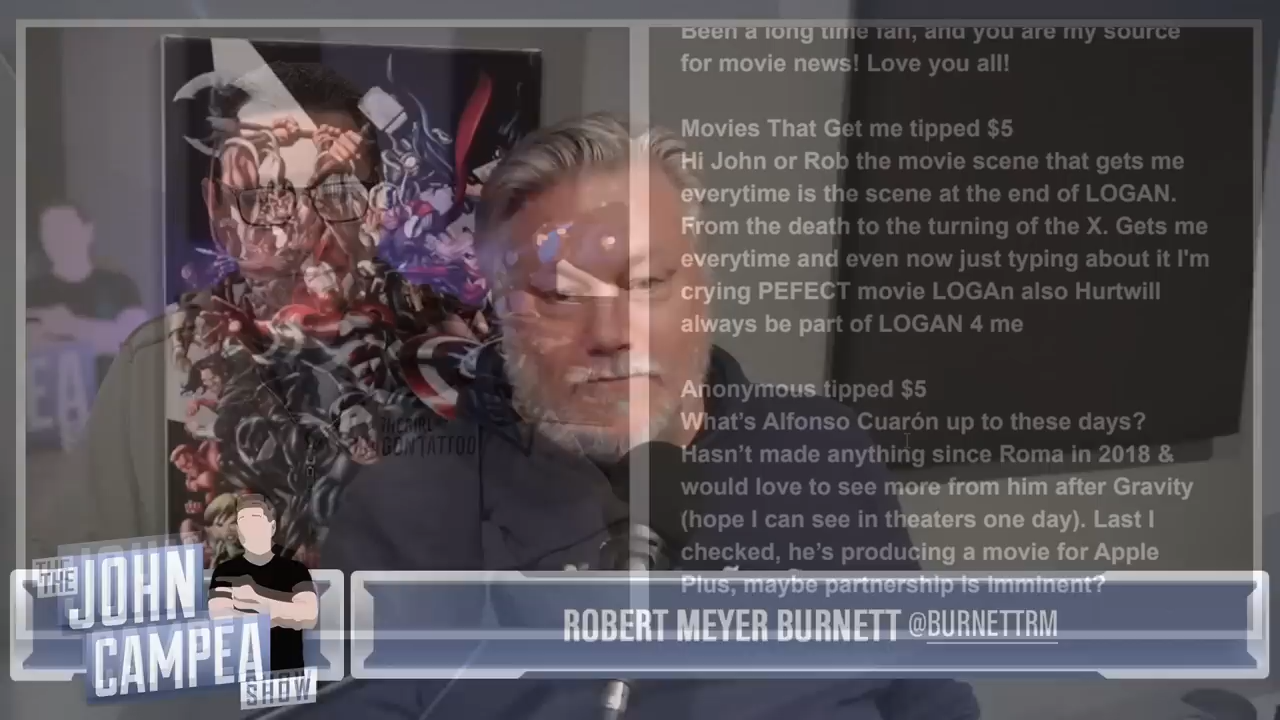 Been a long time fan, and you are my source
for movie news! Love you all!
Movies That Get me tipped $5
Hi John or Rob the movie scene that gets me
everytime is the scene at the end of LOGAN.
From the death to the turning of the X. Gets me
everytime and even now just typing about it I'm
crying PEFECT movie LOGAn also Hurtwill
always be part of LOGAN 4 me
Anonymous tipped $5
What's Alfonso Cuarón up to these days?
Hasn't made anything since Roma in 2018 &
would love to see more from him after Gravity
(hope I can see in theaters one day). Last I
checked, he's producing a movie for Apple
Plus, maybe partnership is imminent?
THE GIRL
DRAGON TATTOO
THE THE
JOHN
CAMPEA
SHOW
ROBERT MEYER BURNETT @BURNETTRM